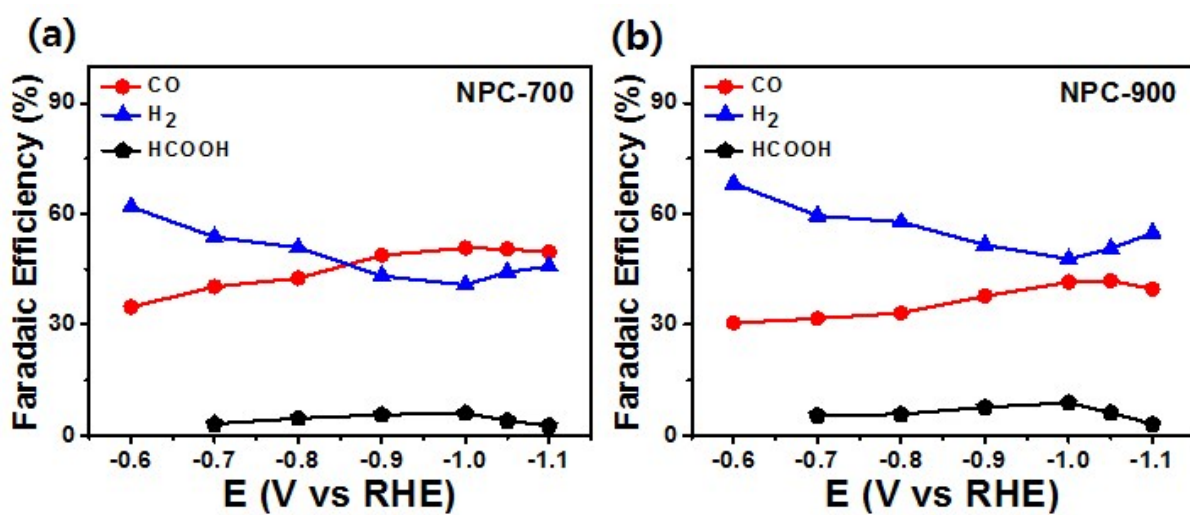 (a)
CO
H2
HCOOH
NPC-700
Faradaic Efficiency (%)
90
60
30
0
-0.6 -0.7 -0.8 -0.9 -1.0 -1.1
E (V vs RHE)
(b)
CO
H2
HCOOH
NPC-900
Faradaic Efficiency (%)
90
60
30
0
-0.6 -0.7 -0.8 -0.9 -1.0 -1.1
E (V vs RHE)